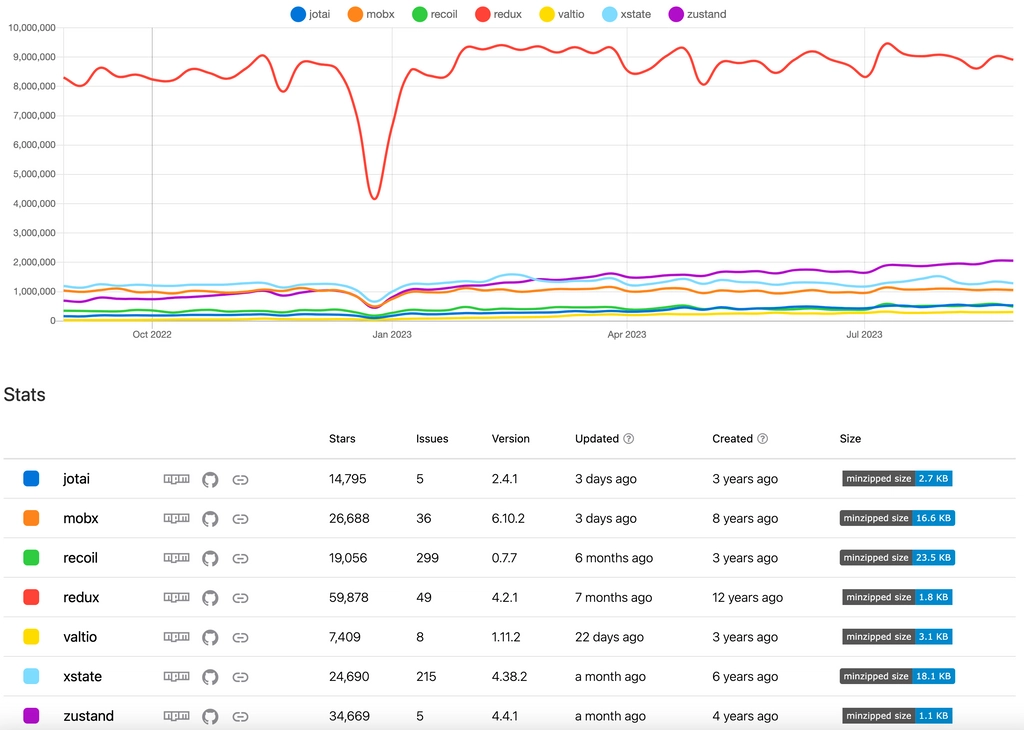 jotai mobx recoil redux valtio xstate zustand
10,000,000
9,000,000
8,000,000
7,000,000
6,000,000
5,000,000
4,000,000
3,000,000
2,000,000
1,000,000
0
Oct 2022 Jan 2023 Apr 2023 Jul 2023
Stats
Stars Issues Version Updated ? Created ? Size
jotai npm 14,795 5 2.4.1 3 days ago 3 years ago minzipped size 2.7 KB
mobx npm 26,688 36 6.10.2 3 days ago 8 years ago minzipped size 16.6 KB
recoil npm 19,056 299 0.7.7 6 months ago 3 years ago minzipped size 23.5 KB
redux npm 59,878 49 4.2.1 7 months ago 12 years ago minzipped size 1.8 KB
valtio npm 7,409 8 1.11.2 22 days ago 3 years ago minzipped size 3.1 KB
xstate npm 24,690 215 4.38.2 a month ago 6 years ago minzipped size 18.1 KB
zustand npm 34,669 5 4.4.1 a month ago 4 years ago minzipped size 1.1 KB